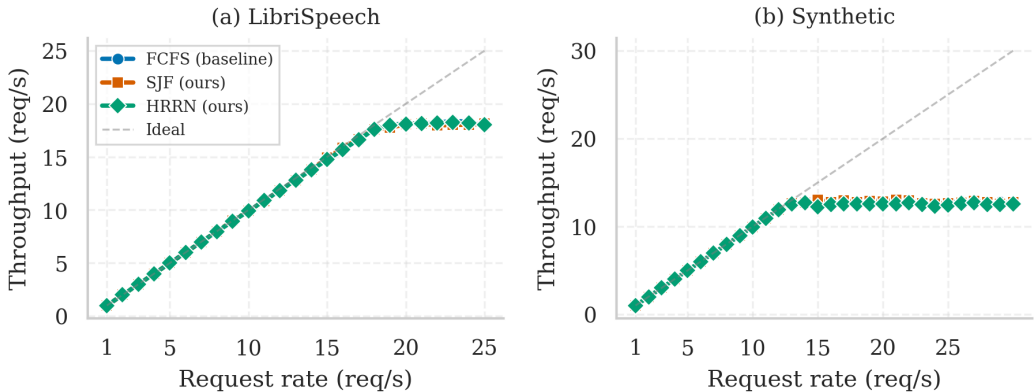 (a) LibriSpeech
Throughput (req/s)
25
20
15
10
5
0
FCFS (baseline)
SJF (ours)
HRRN (ours)
Ideal
1 5 10 15 20 25
Request rate (req/s)
(b) Synthetic
Throughput (req/s)
30
20
10
0
1 5 10 15 20 25
Request rate (req/s)